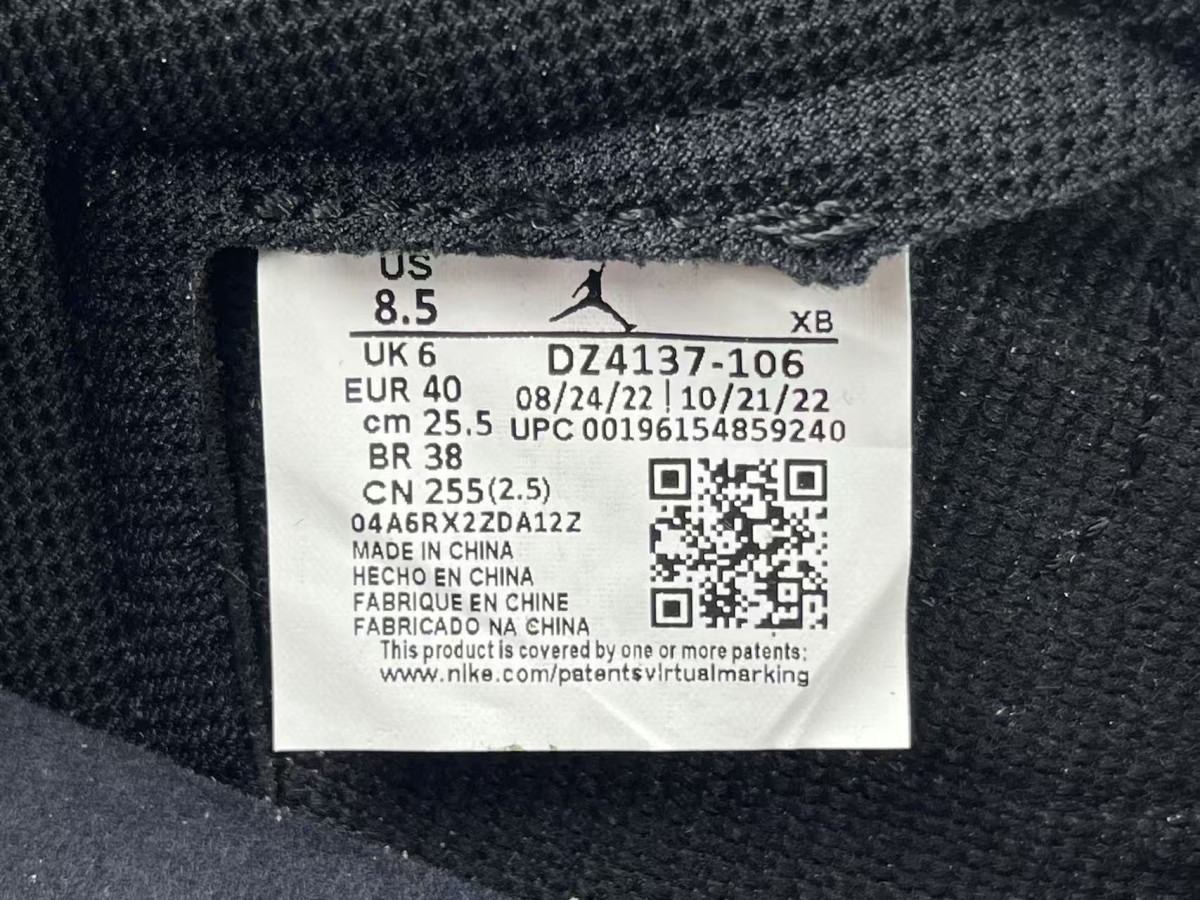 US
8.5
XB
UK 6
DZ4137-106
EUR 40
08/24/22 | 10/21/22
cm 25.5
UPC 00196154859240
BR 38
CN 255(2.5)
04A6RX2ZDA12Z
MADE IN CHINA
HECHO EN CHINA
FABRIQUE EN CHINE
FABRICADO NA CHINA
This product is covered by one or more patents:
www.nike.com/patentsvirtualmarking